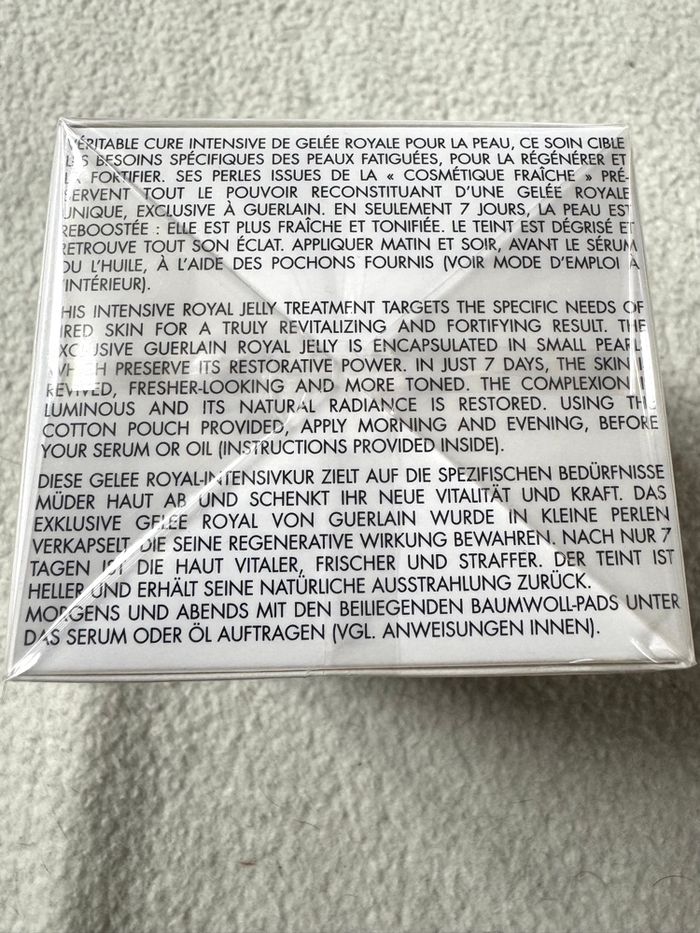 VÉRITABLE CURE INTENSIVE DE GELÉE ROYALE POUR LA PEAU, CE SOIN CIBLE
LES BESOINS SPÉCIFIQUES DES PEAUX FATIGUÉES, POUR LA RÉGÉNÉRER ET
LA FORTIFIER. SES PERLES ISSUES DE LA « COSMÉTIQUE FRAÎCHE » PRÉ-
SERVENT TOUT LE POUVOIR RECONSTITUANT D'UNE GELÉE ROYALE
UNIQUE, EXCLUSIVE À GUERLAIN. EN SEULEMENT 7 JOURS, LA PEAU EST
REBOOSTÉE : ELLE EST PLUS FRAÎCHE ET TONIFIÉE. LE TEINT EST DÉGRISÉ ET
RETROUVE TOUT SON ÉCLAT. APPLIQUER MATIN ET SOIR, AVANT LE SÉRUM
OU L'HUILE, À L'AIDE DES POCHONS FOURNIS (VOIR MODE D'EMPLOI À
L'INTÉRIEUR).
THIS INTENSIVE ROYAL JELLY TREATMENT TARGETS THE SPECIFIC NEEDS OF
TIRED SKIN FOR A TRULY REVITALIZING AND FORTIFYING RESULT. THE
EXCLUSIVE GUERLAIN ROYAL JELLY IS ENCAPSULATED IN SMALL PEARLS
WHICH PRESERVE ITS RESTORATIVE POWER. IN JUST 7 DAYS, THE SKIN IS
REVIVED, FRESHER-LOOKING AND MORE TONED. THE COMPLEXION IS
LUMINOUS AND ITS NATURAL RADIANCE IS RESTORED. USING THE
COTTON POUCH PROVIDED, APPLY MORNING AND EVENING, BEFORE
YOUR SERUM OR OIL (INSTRUCTIONS PROVIDED INSIDE).
DIESE GELEE ROYAL-INTENSIVKUR ZIELT AUF DIE SPEZIFISCHEN BEDÜRFNISSE
MÜDER HAUT AB UND SCHENKT IHR NEUE VITALITÄT UND KRAFT. DAS
EXKLUSIVE GELÉE ROYAL VON GUERLAIN WURDE IN KLEINE PERLEN
VERKAPSELT, DIE SEINE REGENERATIVE WIRKUNG BEWAHREN. NACH NUR 7
TAGEN IST DIE HAUT VITALER, FRISCHER UND STRAFFER. DER TEINT IST
HELLER UND ERHÄLT SEINE NATÜRLICHE AUSSTRAHLUNG ZURÜCK.
MORGENS UND ABENDS MIT DEN BEILIEGENDEN BAUMWOLL-PADS UNTER
DAS SERUM ODER ÖL AUFTRAGEN (VGL. ANWEISUNGEN INNEN).